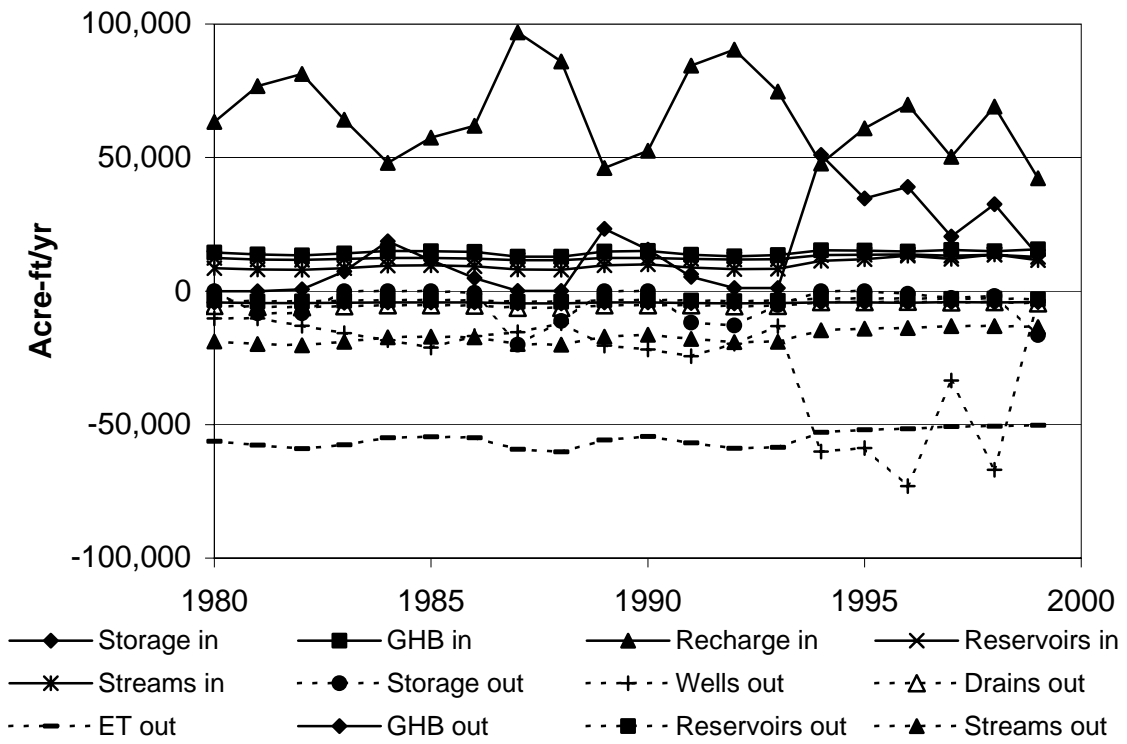 100,000
50,000
0
-50,000
-100,000
Acre-ft/yr
1980 1985 1990 1995 2000
Storage in GHB in Recharge in Reservoirs in
Streams in Storage out Wells out Drains out
ET out GHB out Reservoirs out Streams out